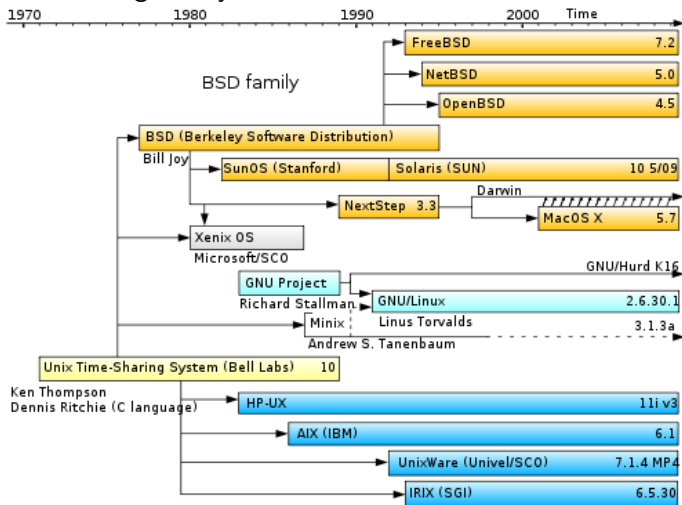 1970 1980 1990 2000 Time
FreeBSD 7.2
NetBSD 5.0
BSD family
OpenBSD 4.5
BSD (Berkeley Software Distribution)
Bill Joy
SunOS (Stanford) Solaris (SUN) 10 5/09
Darwin
NextStep 3.3
MacOS X 5.7
Xenix OS
Microsoft/SCO
GNU/Hurd K16
GNU Project
Richard Stallman
GNU/Linux 2.6.30.1
Linus Torvalds
Minix 3.1.3a
Andrew S. Tanenbaum
Unix Time-Sharing System (Bell Labs) 10
Ken Thompson
Dennis Ritchie (C language)
HP-UX 11i v3
AIX (IBM) 6.1
UnixWare (Univel/SCO) 7.1.4 MP4
IRIX (SGI) 6.5.30